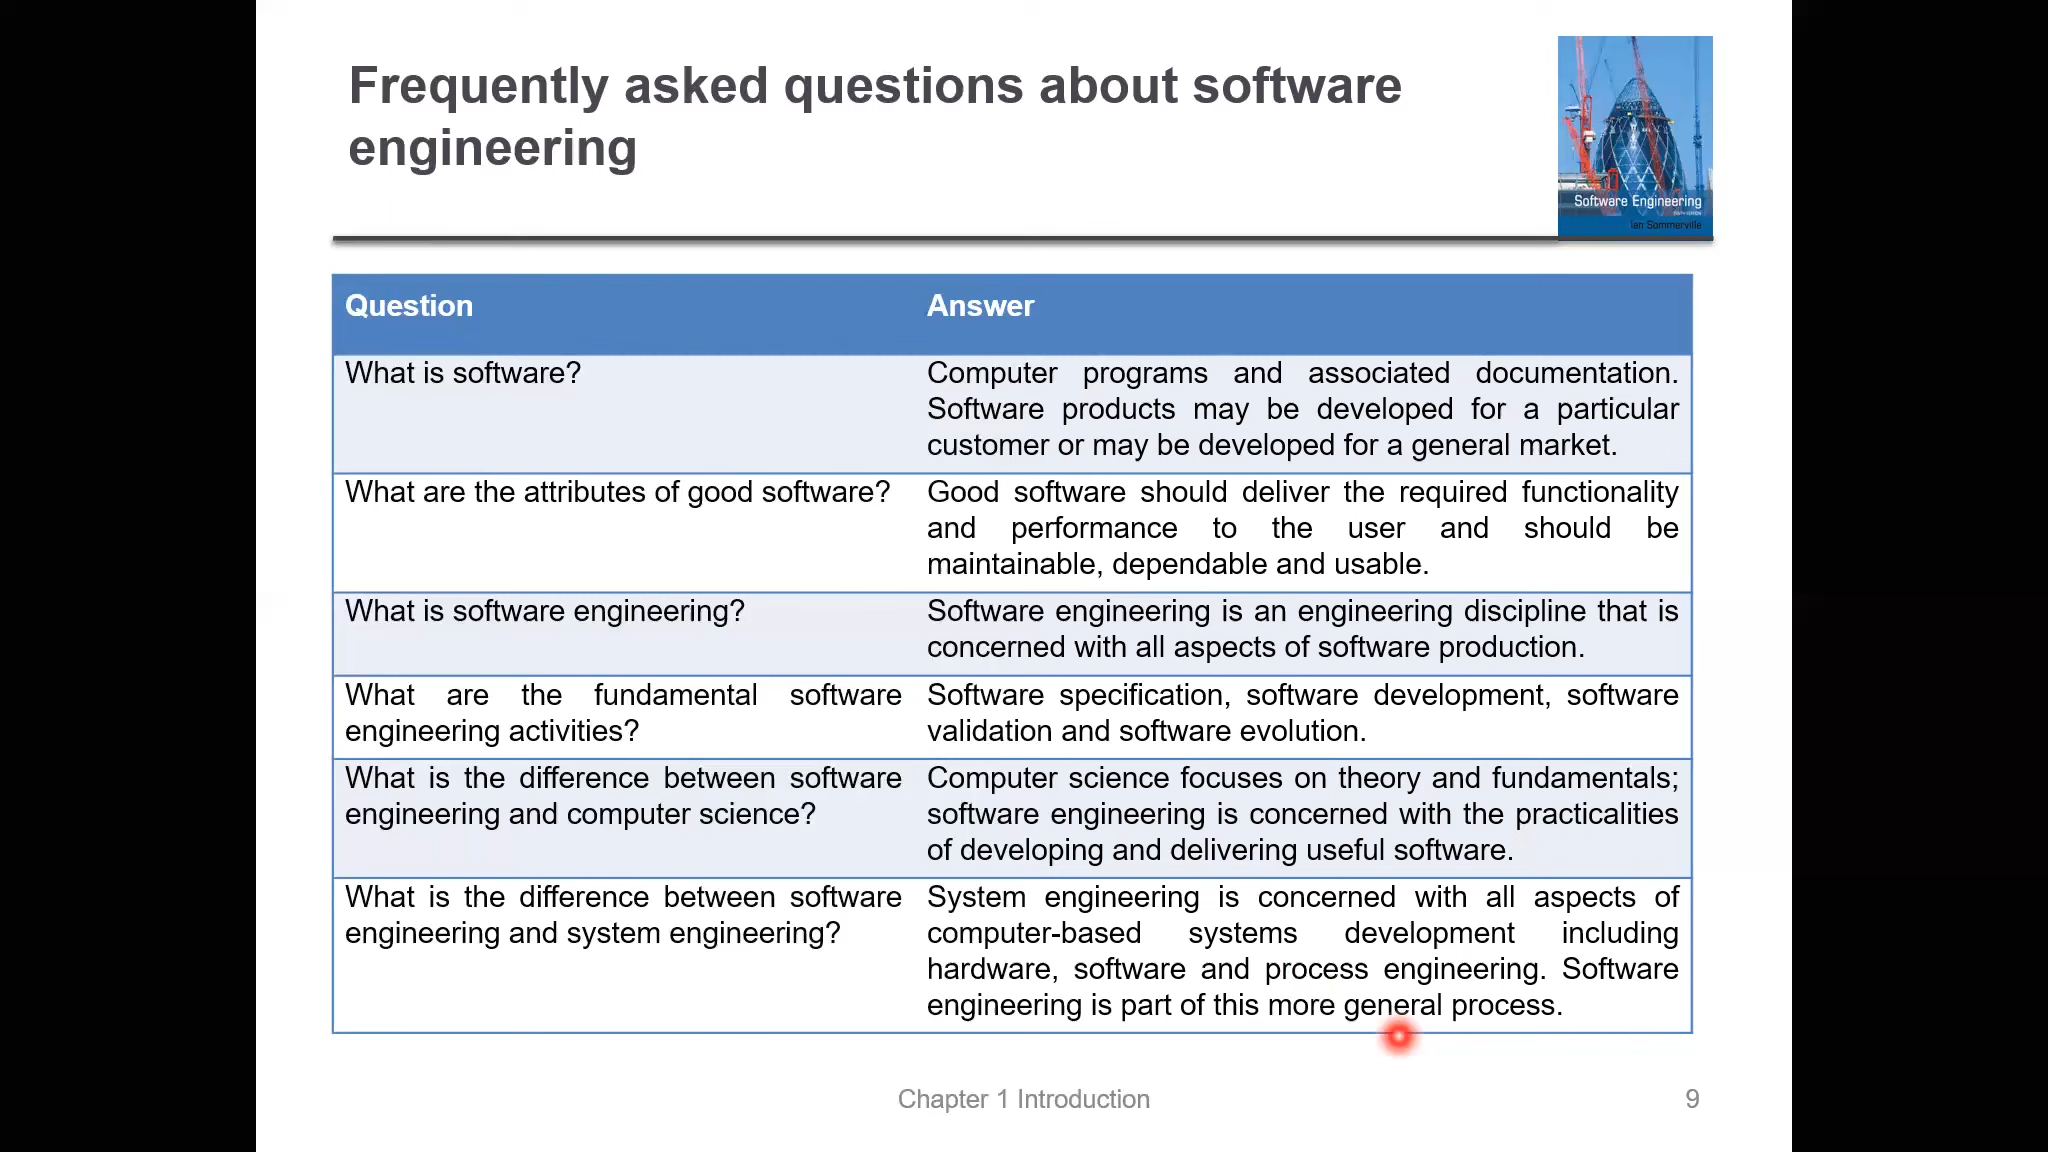 Frequently asked questions about software
engineering
Software Engineering
Ian Sommerville
Question
Answer
What is software?
Computer programs and associated documentation.
Software products may be developed for a particular
customer or may be developed for a general market.
What are the attributes of good software?
Good software should deliver the required functionality
and performance to the user and should be
maintainable, dependable and usable.
What is software engineering?
Software engineering is an engineering discipline that is
concerned with all aspects of software production.
What are the fundamental software
engineering activities?
Software specification, software development, software
validation and software evolution.
What is the difference between software
engineering and computer science?
Computer science focuses on theory and fundamentals;
software engineering is concerned with the practicalities
of developing and delivering useful software.
What is the difference between software
engineering and system engineering?
System engineering is concerned with all aspects of
computer-based systems development including
hardware, software and process engineering. Software
engineering is part of this more general process.
Chapter 1 Introduction
9